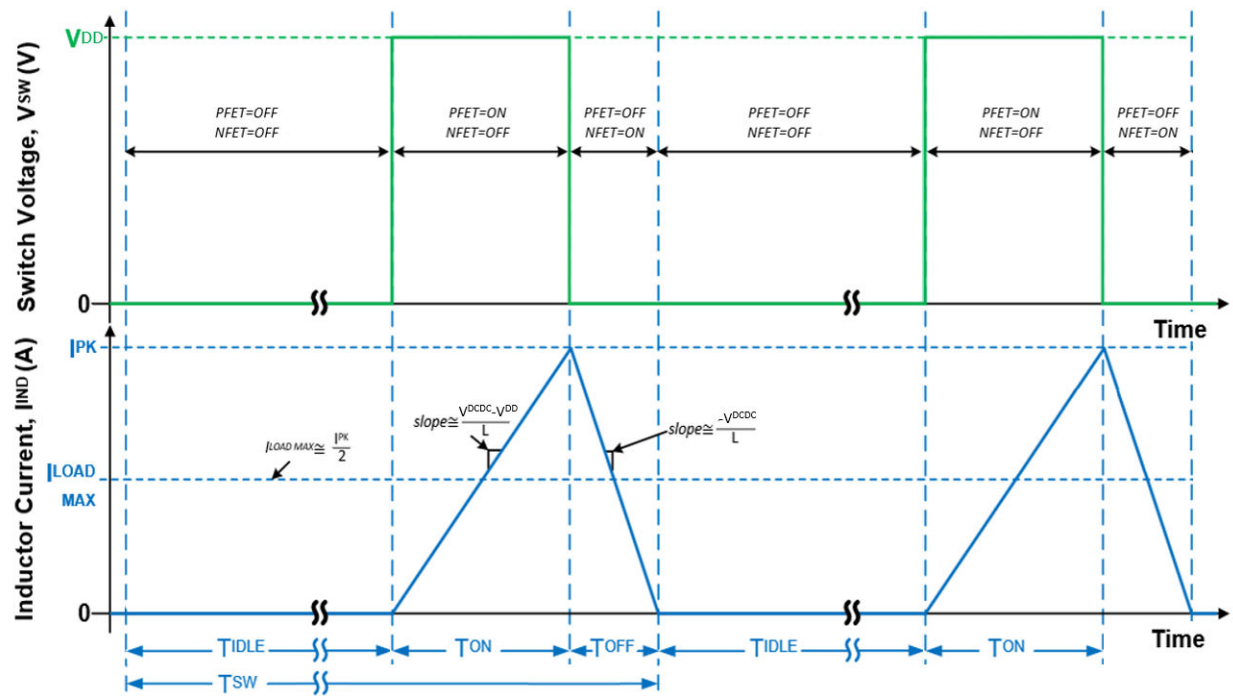 Switch Voltage, VSW (V)
VDD
PFET=OFF
NFET=OFF
PFET=ON
NFET=OFF
PFET=OFF
NFET=ON
PFET=OFF
NFET=OFF
PFET=ON
NFET=OFF
PFET=OFF
NFET=ON
0
Time
Inductor Current, IIND (A)
IPK
ILOAD MAX≅ IPK/2
slope≅ VDCDC-VDD/L
slope≅ -VDCDC/L
ILOAD
MAX
0
Time
TIDLE
TON
TOFF
TIDLE
TON
TSW